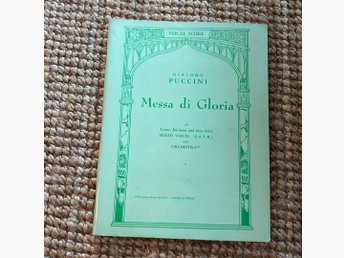 VOCAL SCORE
GIACOMO
PUCCINI
Messa di Gloria
for
Tenor, Baritone and Bass Soli,
MIXED VOICES (S.A.T.B.)
and
ORCHESTRA**